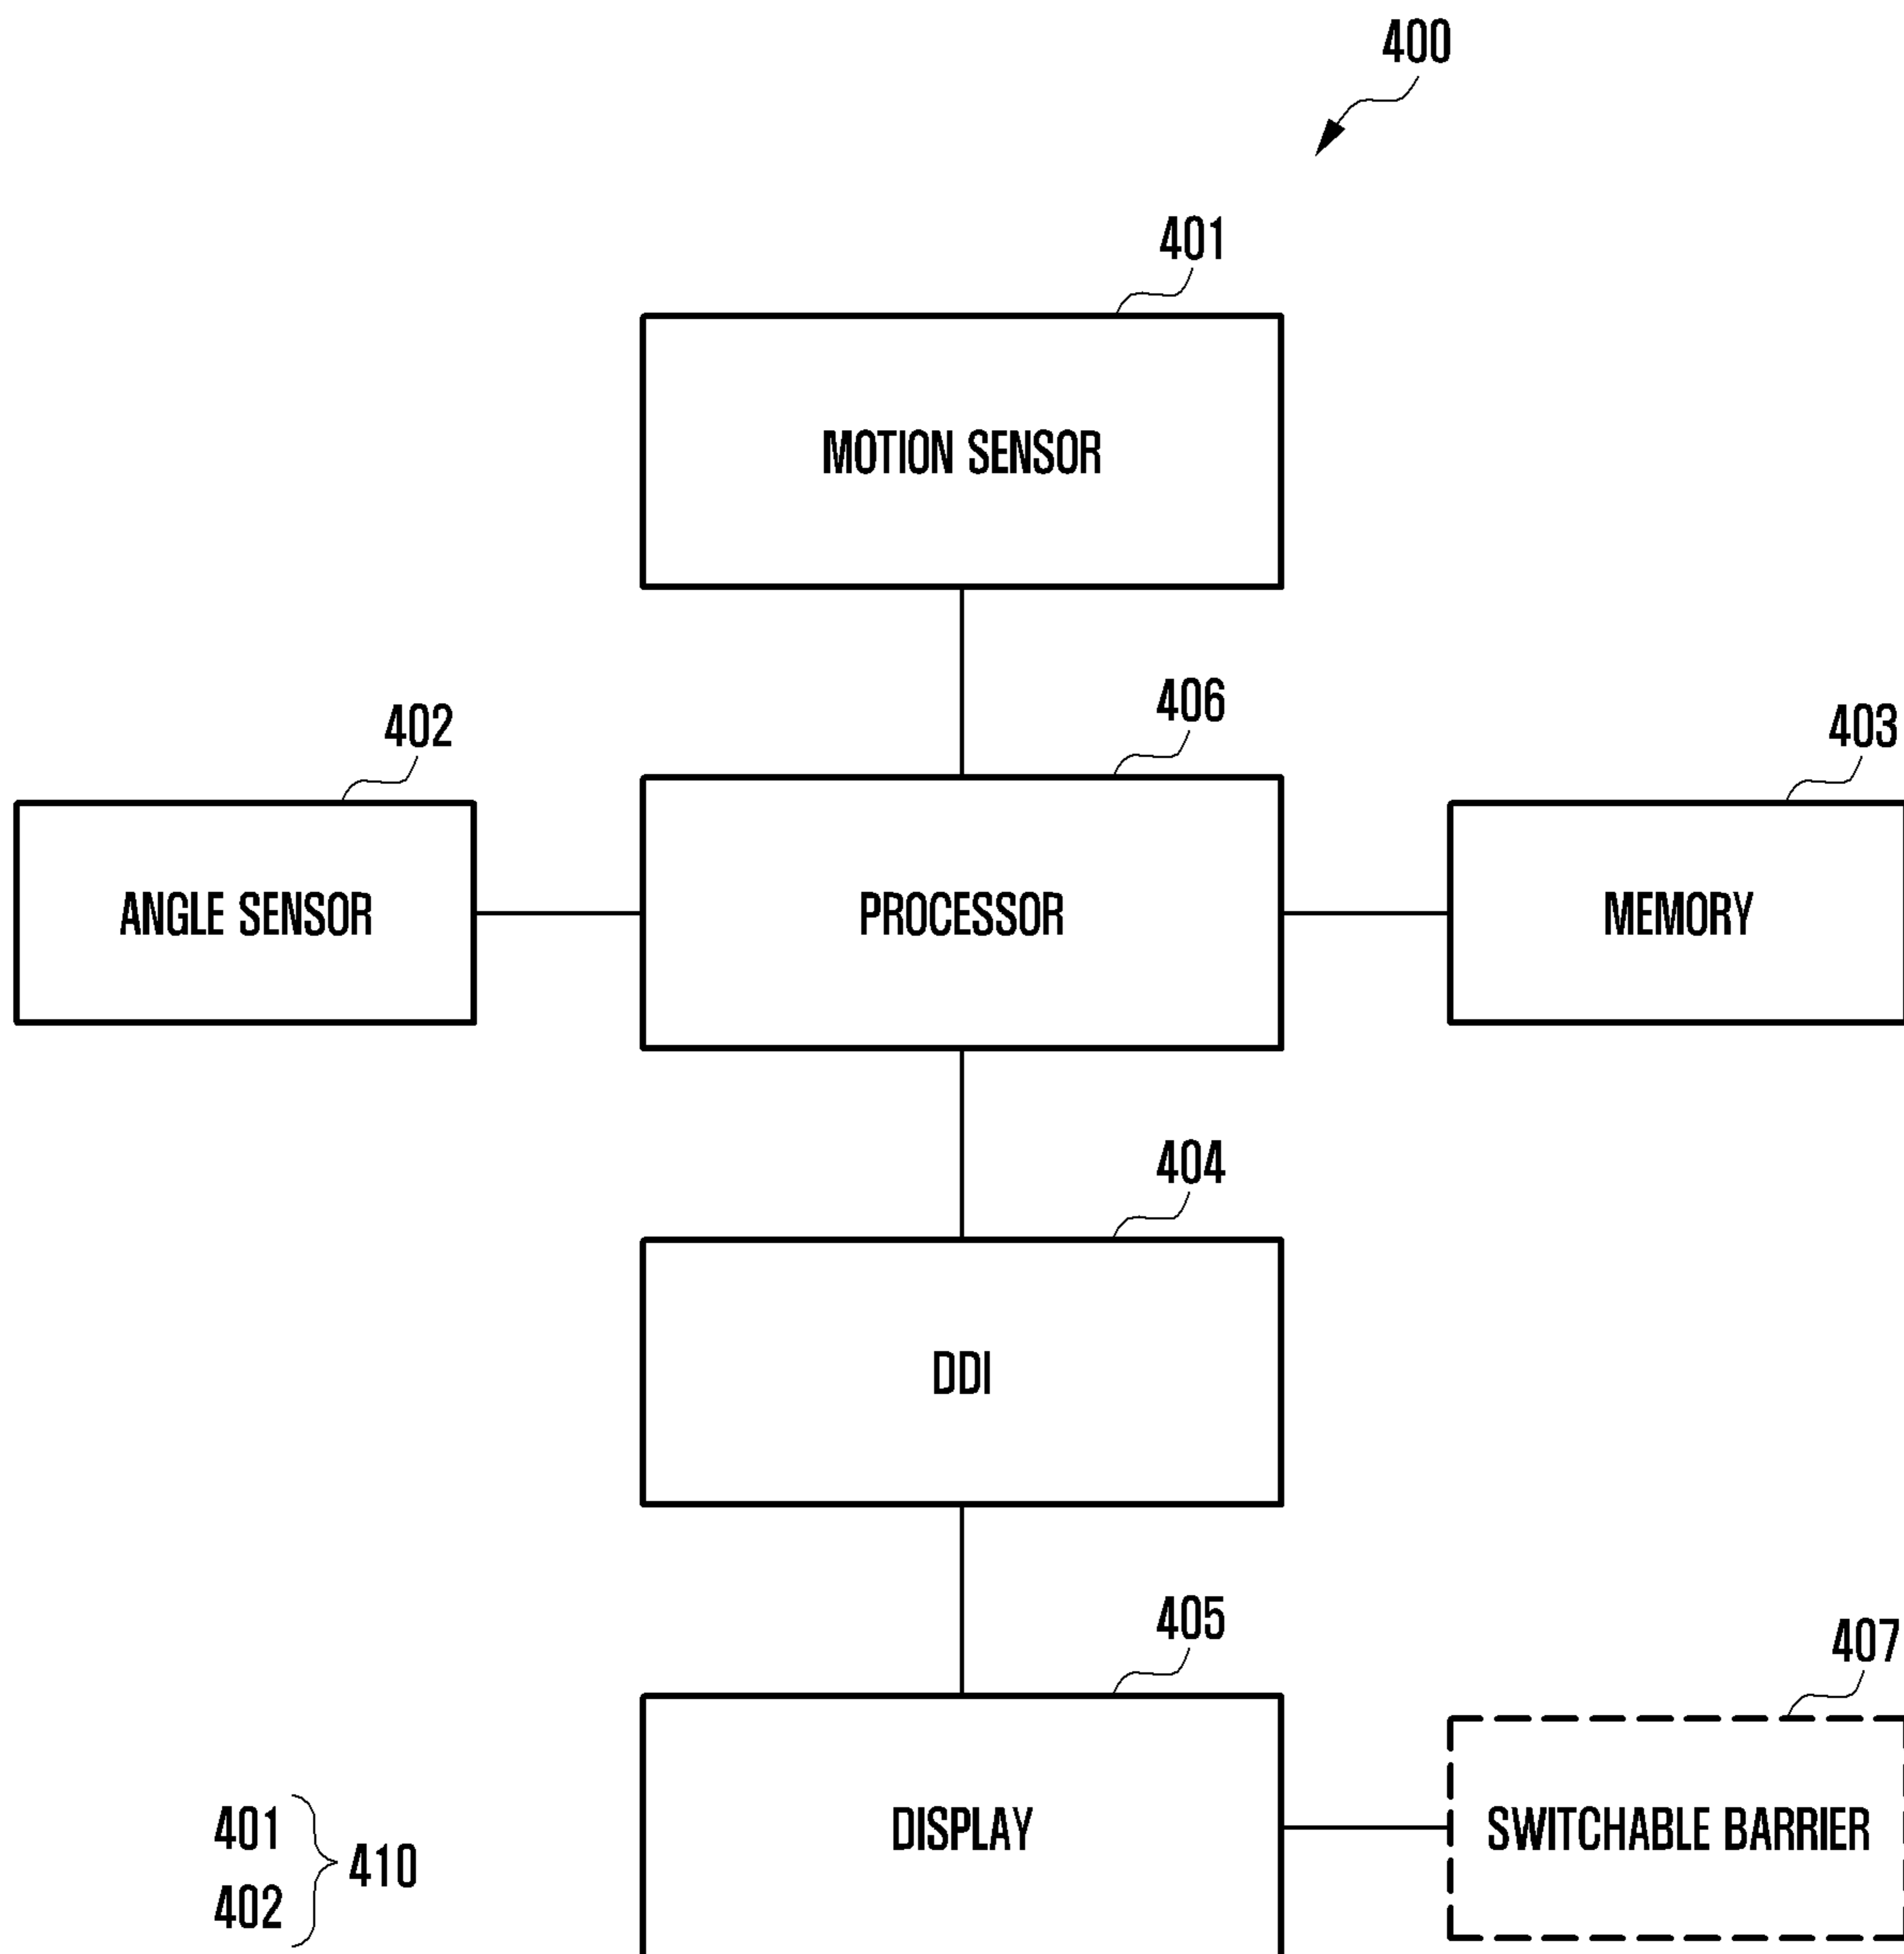 400
401
MOTION SENSOR
406
402
403
ANGLE SENSOR
PROCESSOR
MEMORY
404
DDI
405
407
DISPLAY
SWITCHABLE BARRIER
401
402
410